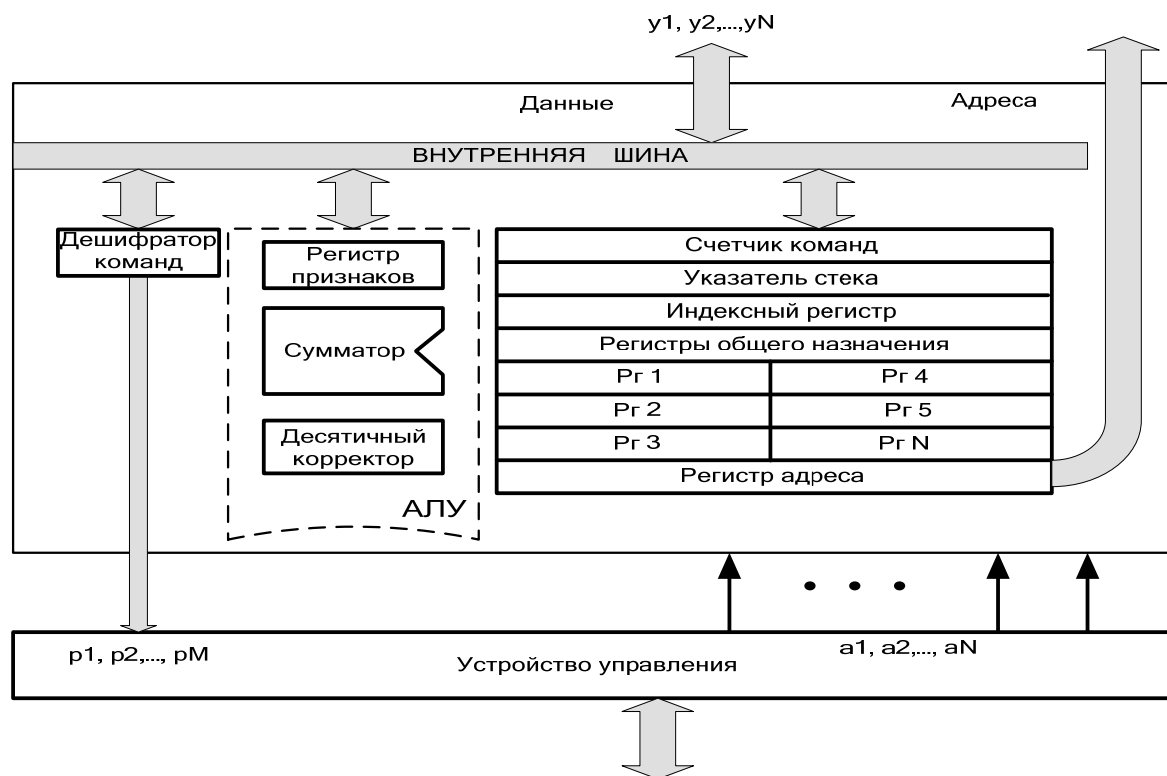 y1, y2,...,yN
Данные
Адреса
ВНУТРЕННЯЯ ШИНА
Дешифратор
команд
Регистр
признаков
Сумматор
Десятичный
корректор
АЛУ
Счетчик команд
Указатель стека
Индексный регистр
Регистры общего назначения
Рг 1
Рг 4
Рг 2
Рг 5
Рг 3
Рг N
Регистр адреса
p1, p2,..., pM
Устройство управления
a1, a2,..., aN